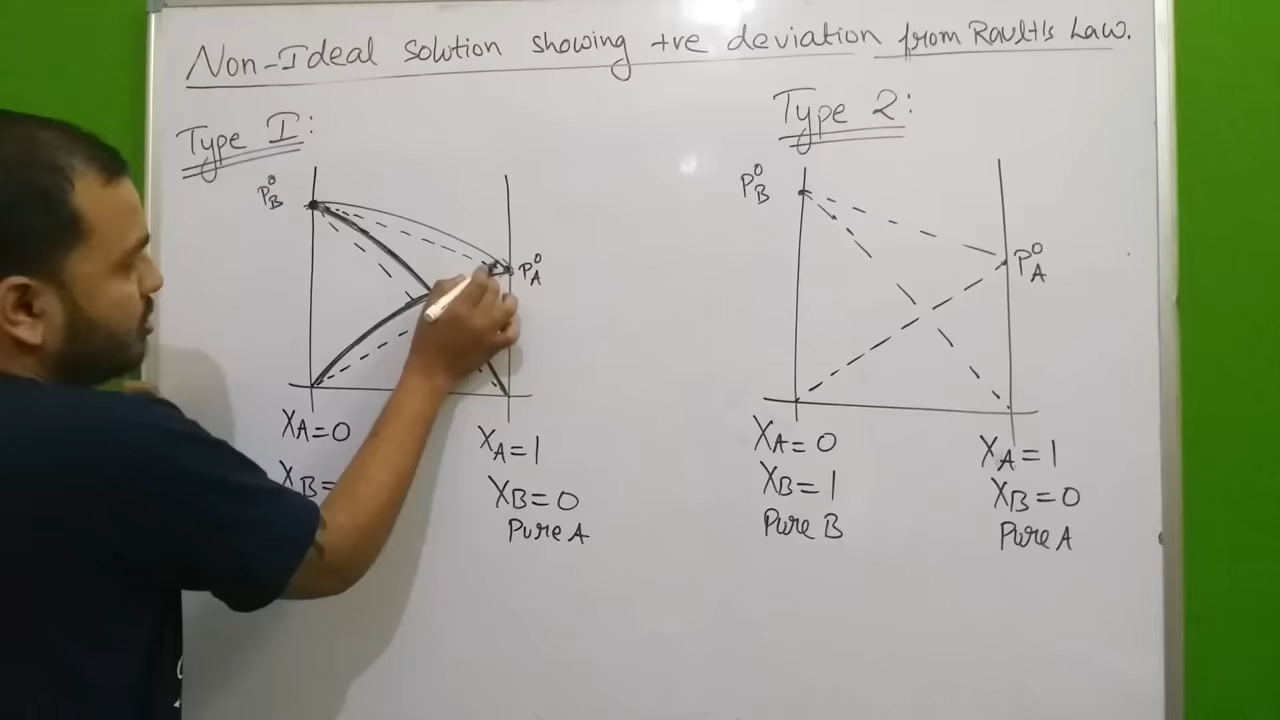 Non-Ideal solution showing +ve deviation from Rault's Law.
Type I:
P°B
P°A
XA=0
XB=
XA=1
XB=0
Pure A
Type 2:
P°B
P°A
XA=0
XB=1
Pure B
XA=1
XB=0
Pure A